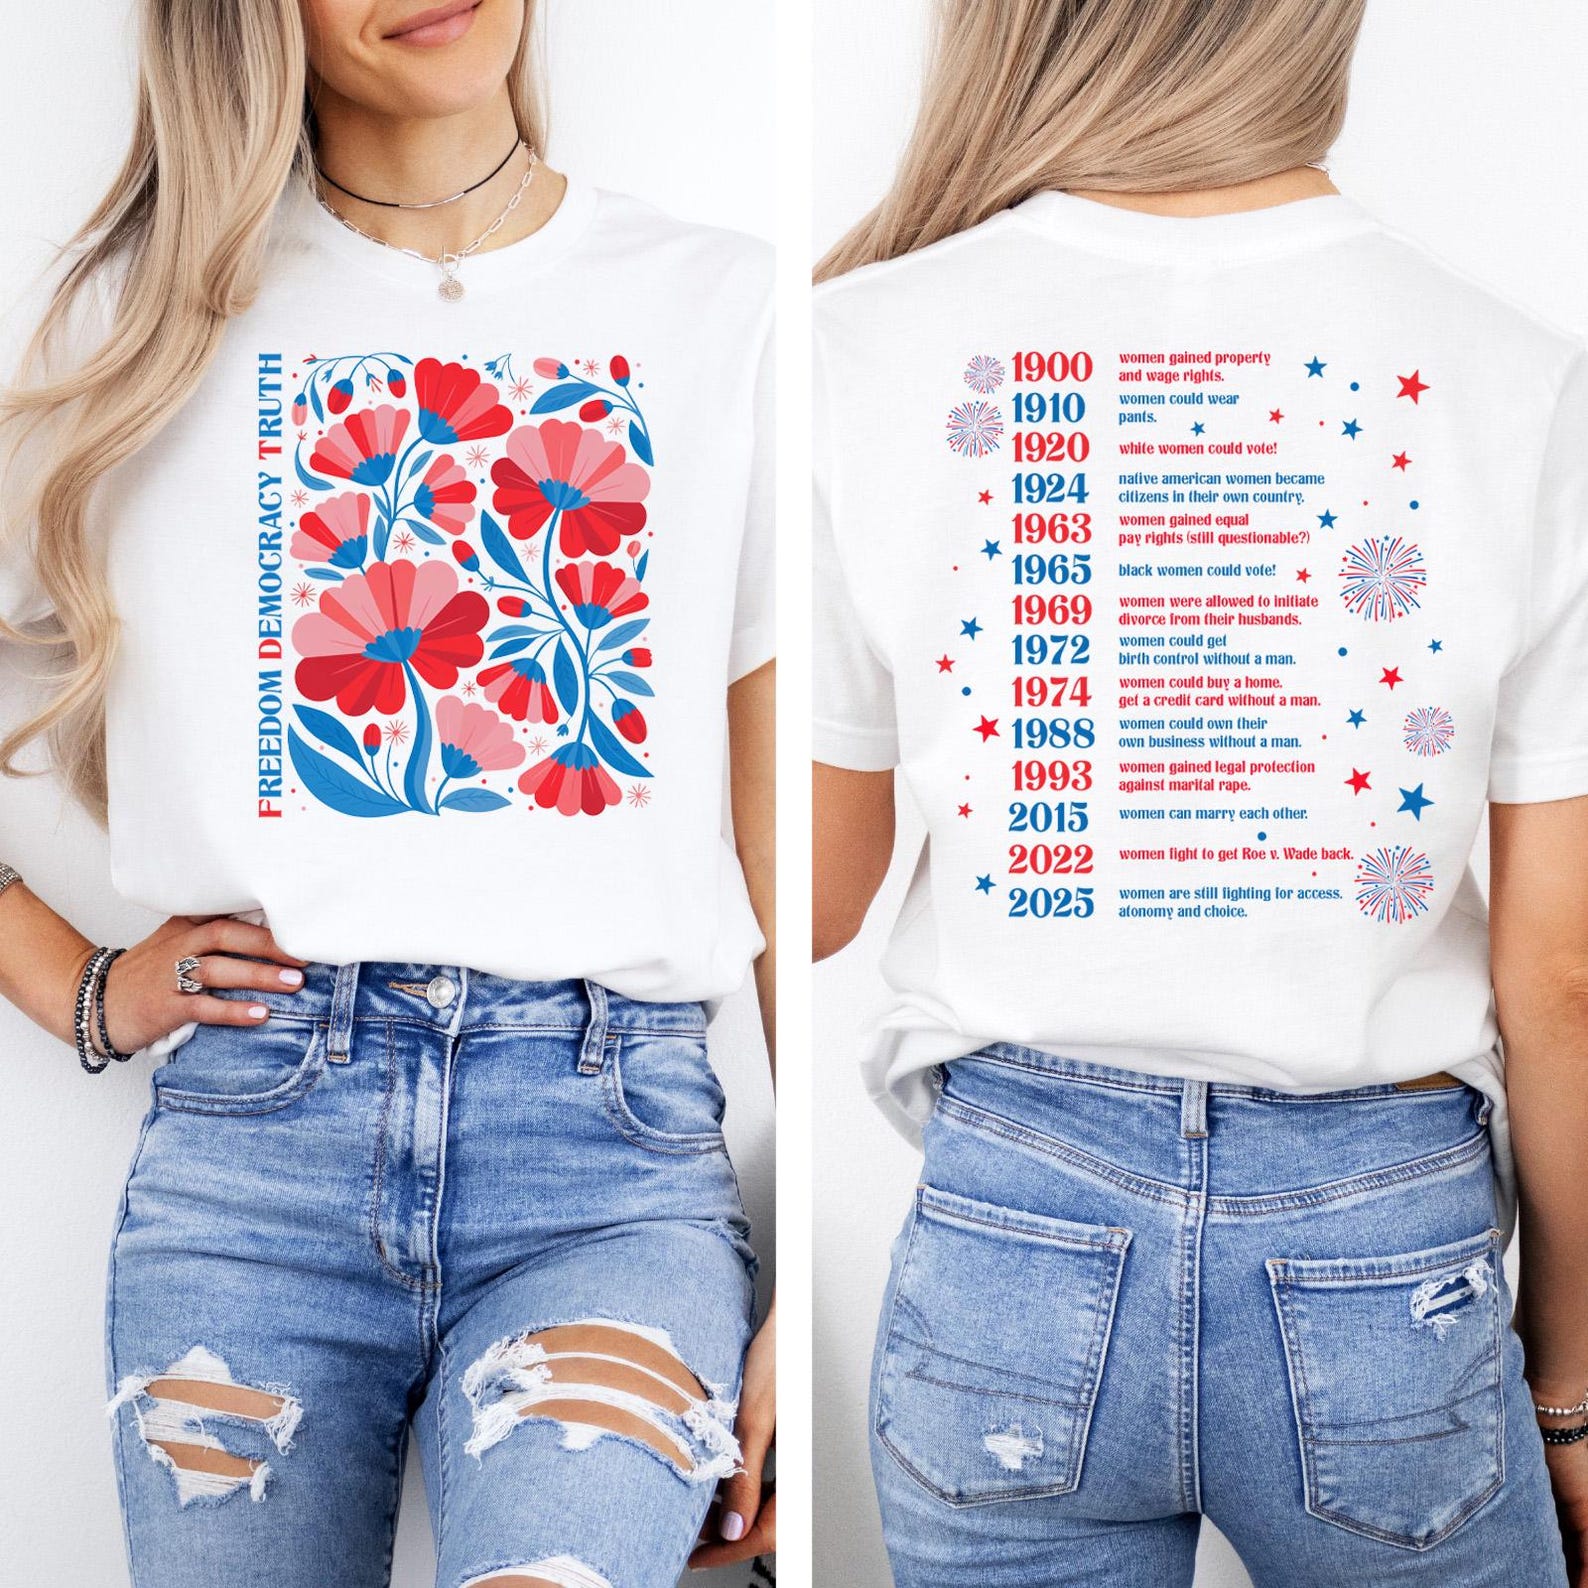 FREEDOM DEMOCRACY TRUTH
1900 women gained property
and wage rights.
1910 women could wear
pants.
1920 white women could vote!
1924 native american women became
citizens in their own country.
1963 women gained equal
pay rights (still questionable?)
1965 black women could vote!
1969 women were allowed to initiate
divorce from their husbands.
1972 women could get
birth control without a man.
1974 women could buy a home.
get a credit card without a man.
1988 women could own their
own business without a man.
1993 women gained legal protection
against marital rape.
2015 women can marry each other.
2022 women fight to get Roe v. Wade back.
2025 women are still fighting for access.
atonomy and choice.